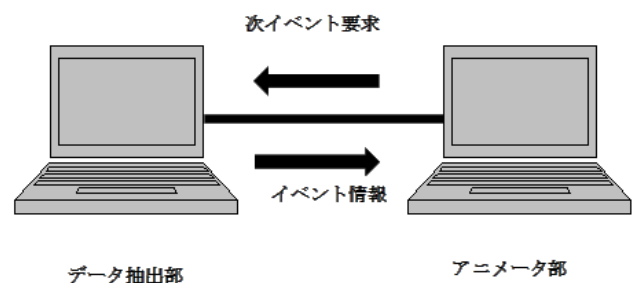 次イベント要求
イベント情報
データ抽出部
アニメータ部